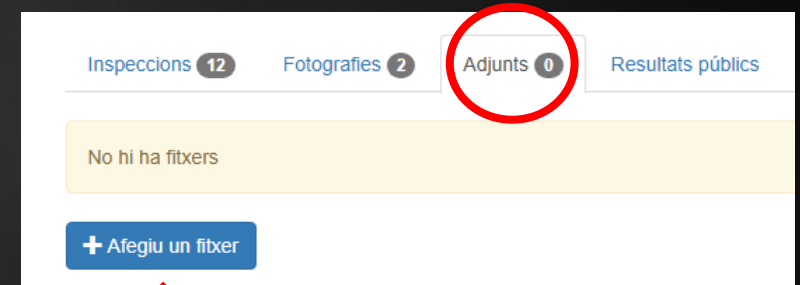 Inspeccions 12 Fotografies 2 Adjunts 0 Resultats públics
No hi ha fitxers
Afegiu un fitxer